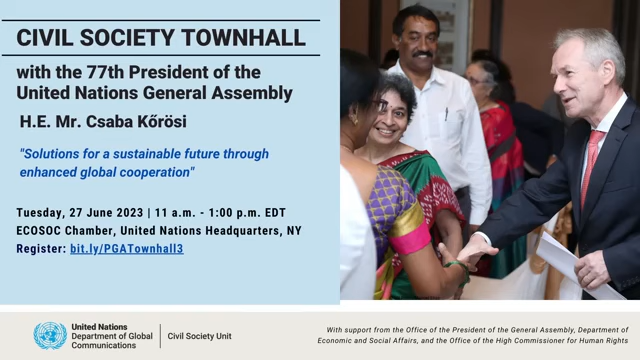 CIVIL SOCIETY TOWNHALL
with the 77th President of the
United Nations General Assembly
H.E. Mr. Csaba Kőrösi
"Solutions for a sustainable future through
enhanced global cooperation"
Tuesday, 27 June 2023 | 11 a.m. - 1:00 p.m. EDT
ECOSOC Chamber, United Nations Headquarters, NY
Register: bit.ly/PGATownhall3
United Nations
Department of Global
Communications
Civil Society Unit
With support from the Office of the President of the General Assembly, Department of
Economic and Social Affairs, and the Office of the High Commissioner for Human Rights